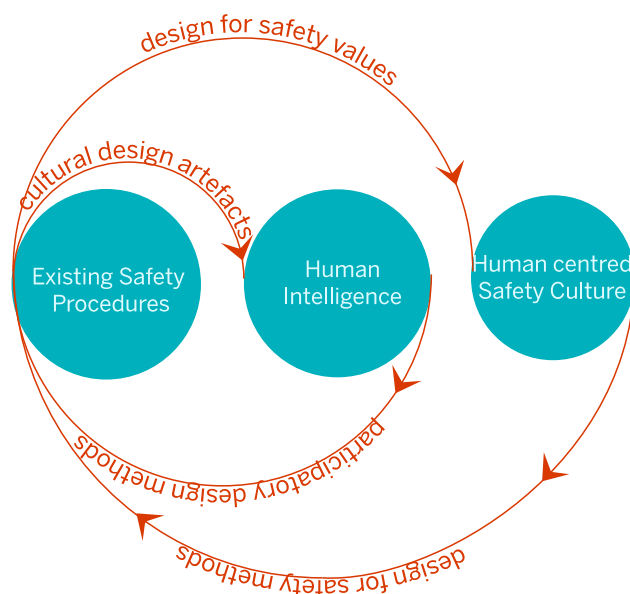 design for safety values
cultural design artefacts
Existing Safety
Procedures
Human
Intelligence
Human centred
Safety Culture
participatory design methods
design for safety methods